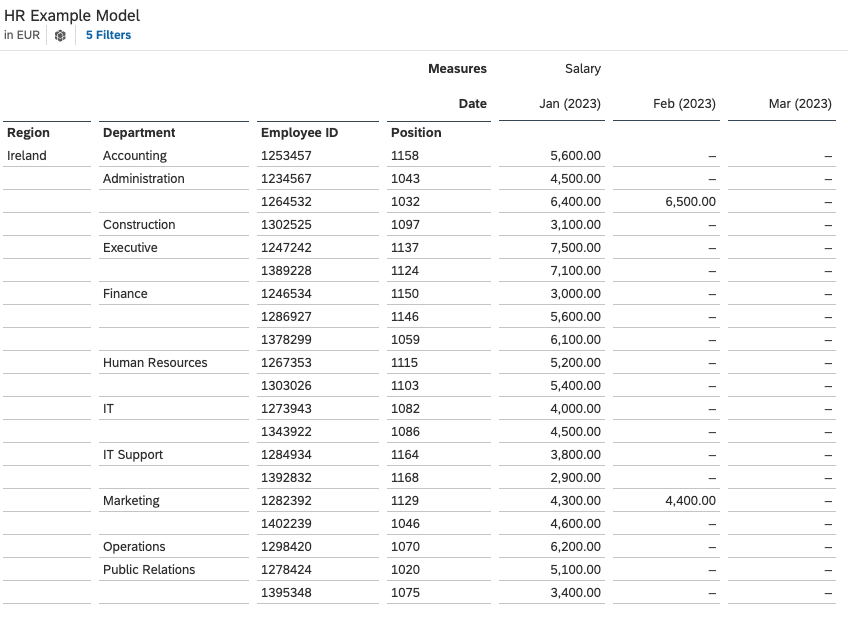 HR Example Model
in EUR 5 Filters
Measures Salary
Date Jan (2023) Feb (2023) Mar (2023)
Region Department Employee ID Position
Ireland Accounting 1253457 1158 5,600.00 – –
Administration 1234567 1043 4,500.00 – –
1264532 1032 6,400.00 6,500.00 –
Construction 1302525 1097 3,100.00 – –
Executive 1247242 1137 7,500.00 – –
1389228 1124 7,100.00 – –
Finance 1246534 1150 3,000.00 – –
1286927 1146 5,600.00 – –
1378299 1059 6,100.00 – –
Human Resources 1267353 1115 5,200.00 – –
1303026 1103 5,400.00 – –
IT 1273943 1082 4,000.00 – –
1343922 1086 4,500.00 – –
IT Support 1284934 1164 3,800.00 – –
1392832 1168 2,900.00 – –
Marketing 1282392 1129 4,300.00 4,400.00 –
1402239 1046 4,600.00 – –
Operations 1298420 1070 6,200.00 – –
Public Relations 1278424 1020 5,100.00 – –
1395348 1075 3,400.00 – –